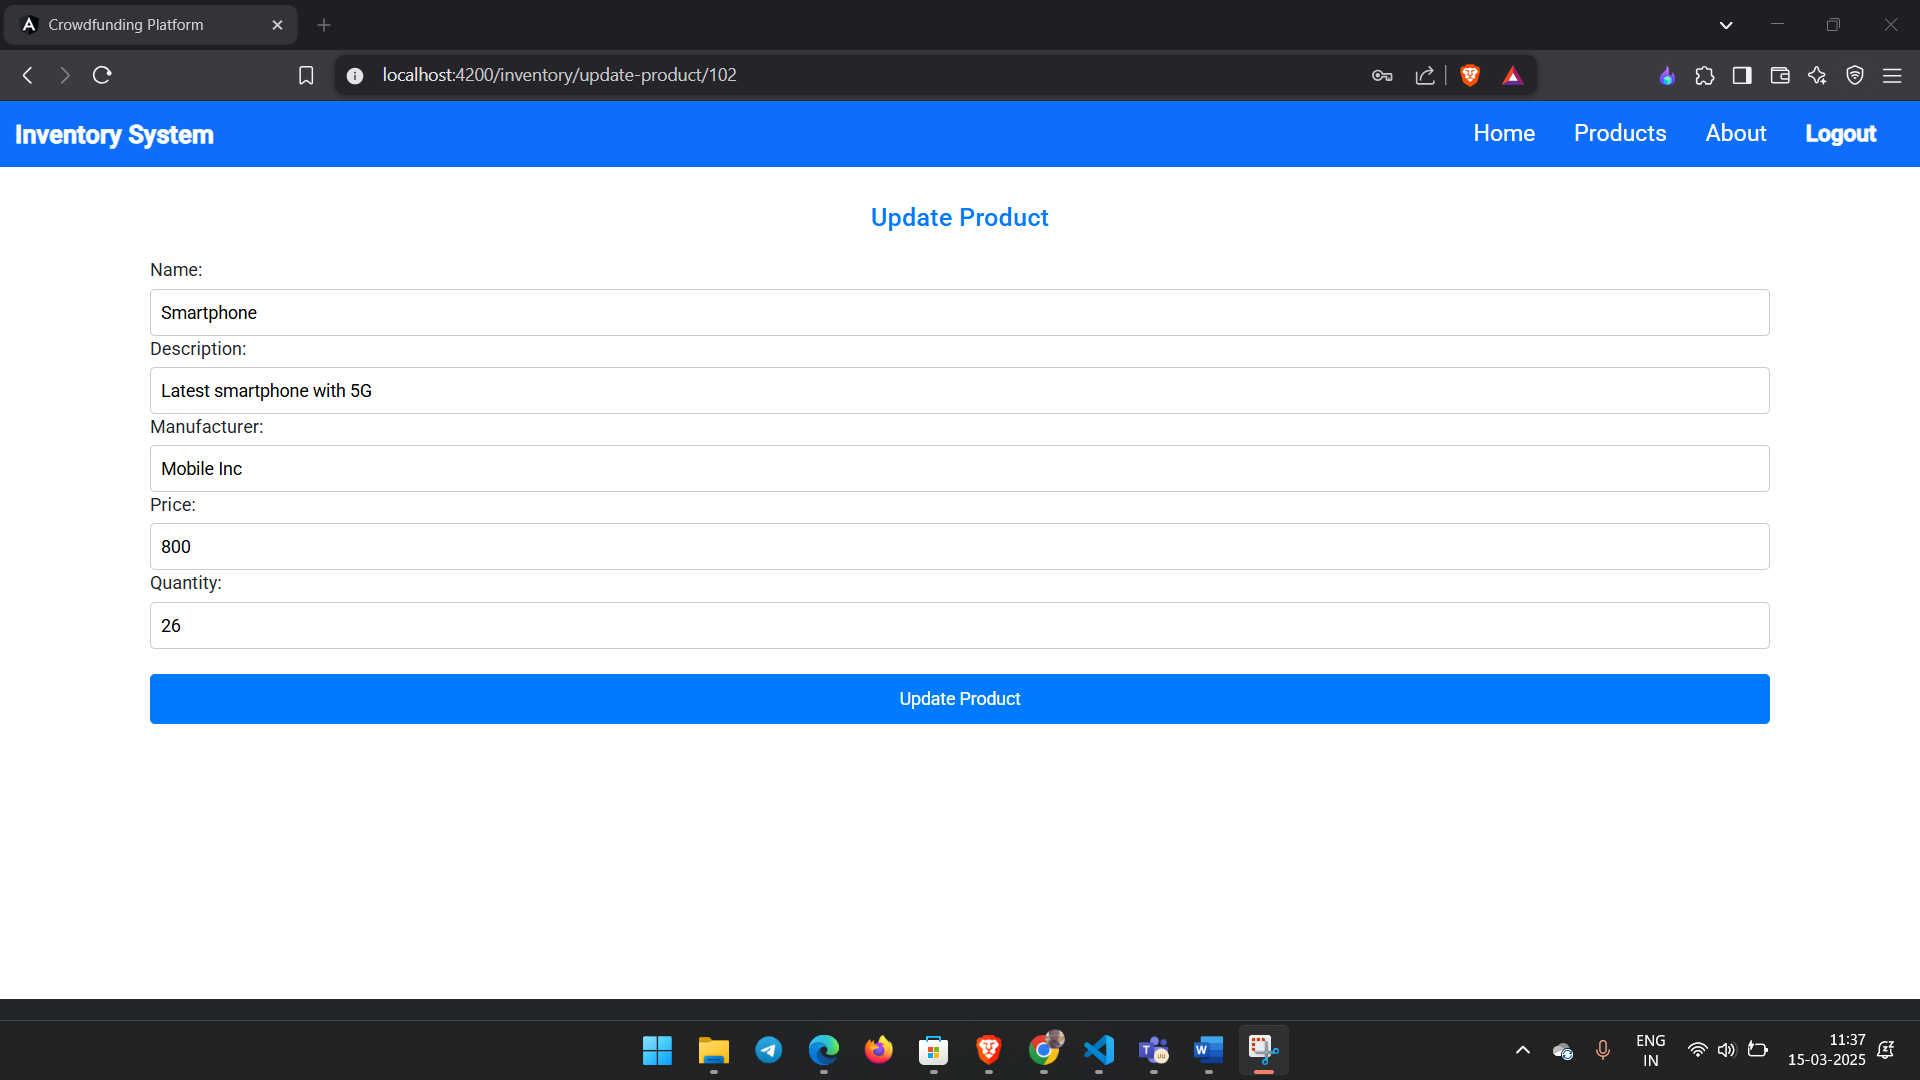 Crowdfunding Platform
localhost:4200/inventory/update-product/102
Inventory System
Home
Products
About
Logout
Update Product
Name:
Smartphone
Description:
Latest smartphone with 5G
Manufacturer:
Mobile Inc
Price:
800
Quantity:
26
Update Product
ENG
IN
11:37
15-03-2025